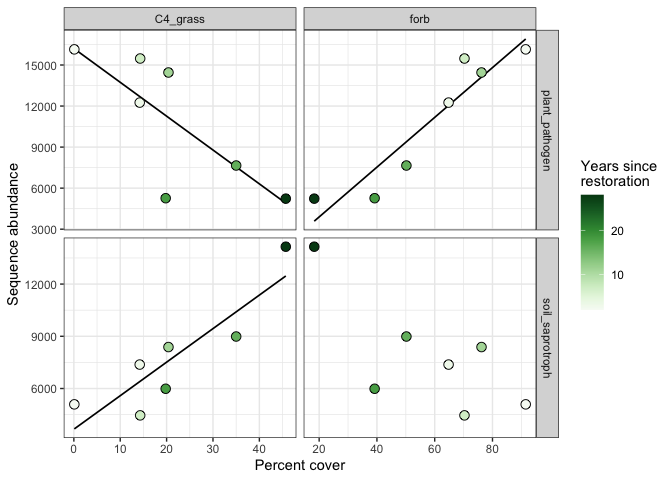 C4_grass
forb
15000
12000
9000
6000
3000
plant_pathogen
12000
9000
6000
soil_saprotroph
Sequence abundance
0
10
20
30
40
20
40
60
80
Percent cover
Years since
restoration
20
10